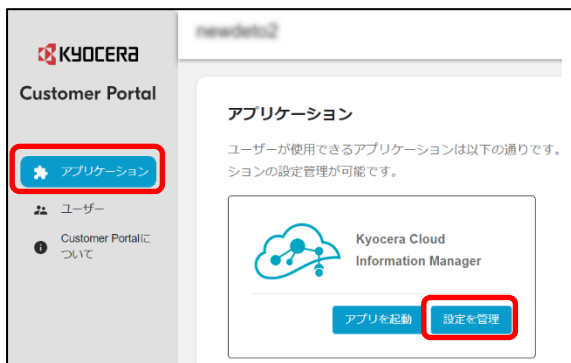 KYOCERA
Customer Portal
アプリケーション
ユーザー
Customer Portalに
ついて
アプリケーション
ユーザーが使用できるアプリケーションは以下の通りです。
ションの設定管理が可能です。
Kyocera Cloud
Information Manager
アプリを起動
設定を管理